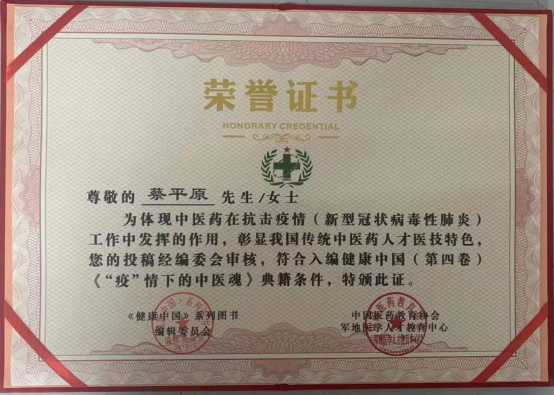 荣誉证书
HONORARY CREDENTIAL
尊敬的 蔡平原 先生/女士
为体现中医药在抗击疫情（新型冠状病毒性肺炎）
工作中发挥的作用，彰显我国传统中医药人才医技特色，
您的投稿经编委会审核，符合入编健康中国（第四卷）
《“疫”情下的中医魂》典籍条件，特颁此证。
《健康中国》系列图书 中国医药教育协会
编辑委员会 军地医学人才教育中心